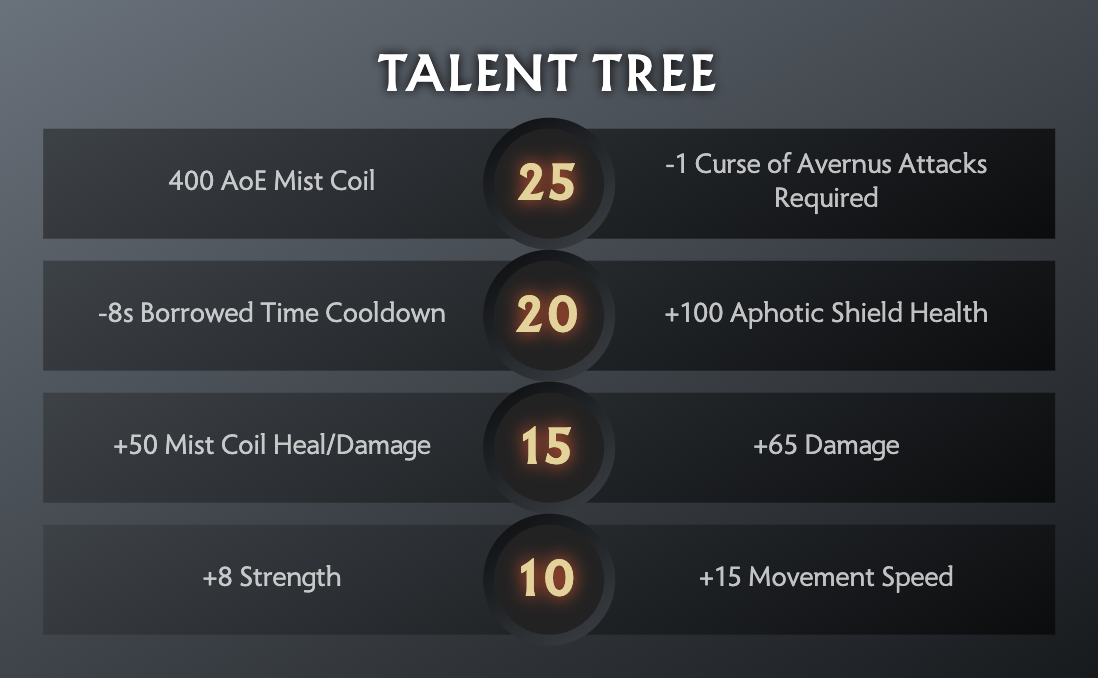 TALENT TREE
400 AoE Mist Coil
25
-1 Curse of Avernus Attacks
Required
-8s Borrowed Time Cooldown
20
+100 Aphotic Shield Health
+50 Mist Coil Heal/Damage
15
+65 Damage
+8 Strength
10
+15 Movement Speed